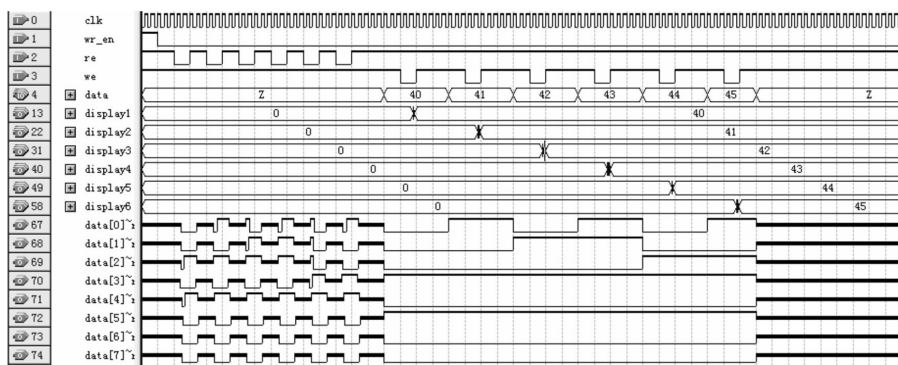 0 clk
1 wr_en
2 re
3 we
4 data Z 40 41 42 43 44 45 Z
13 display1 0 40
22 display2 0 41
31 display3 0 42
40 display4 0 43
49 display5 0 44
58 display6 0 45
67 data[0]~
68 data[1]~
69 data[2]~
70 data[3]~
71 data[4]~
72 data[5]~
73 data[6]~
74 data[7]~